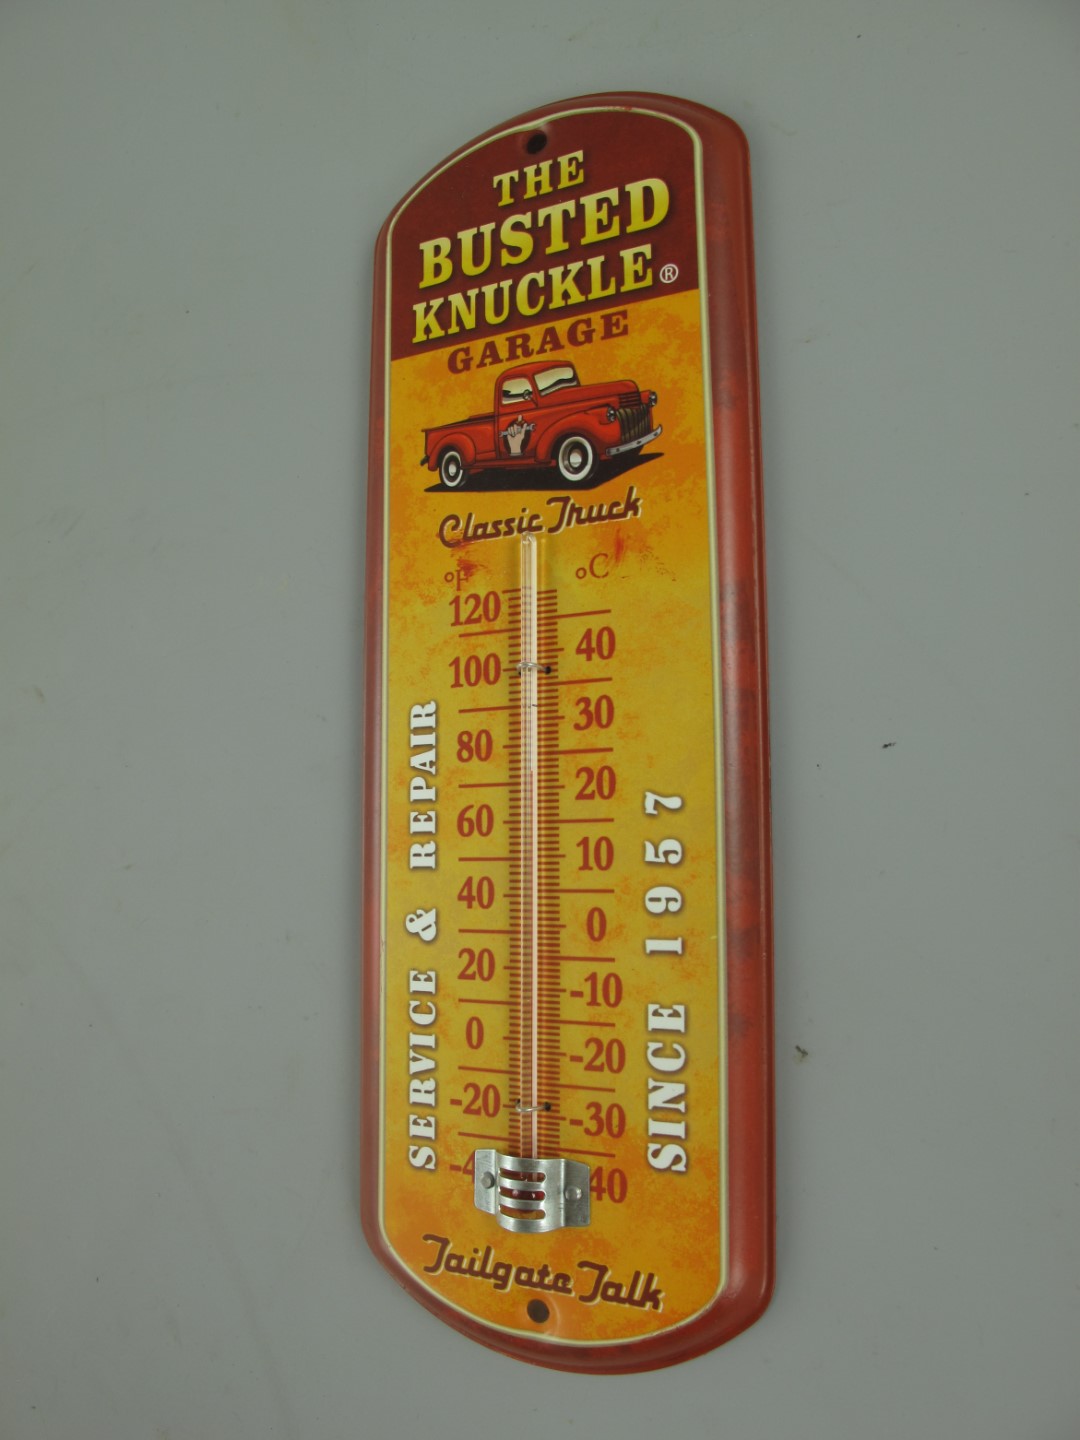 THE
BUSTED
KNUCKLE®
GARAGE
Classic Truck
°F °C
120
40
100
30
80
20
60
10
40
0
20
-10
0
-20
-20
-30
-4
40
SERVICE & REPAIR
SINCE 1957
Tailgate Talk